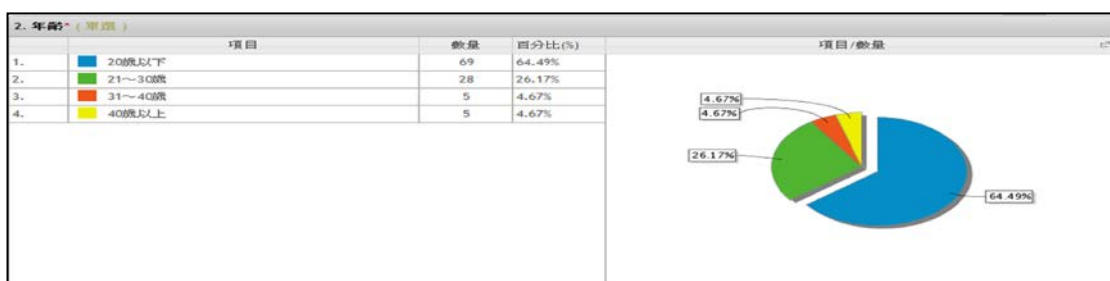 2. 年齡* ( 單選 )
項目 數量 百分比(%) 項目/數量
1. 20歲以下 69 64.49%
2. 21~30歲 28 26.17%
3. 31~40歲 5 4.67%
4. 40歲以上 5 4.67%
4.67%
4.67%
26.17%
64.49%